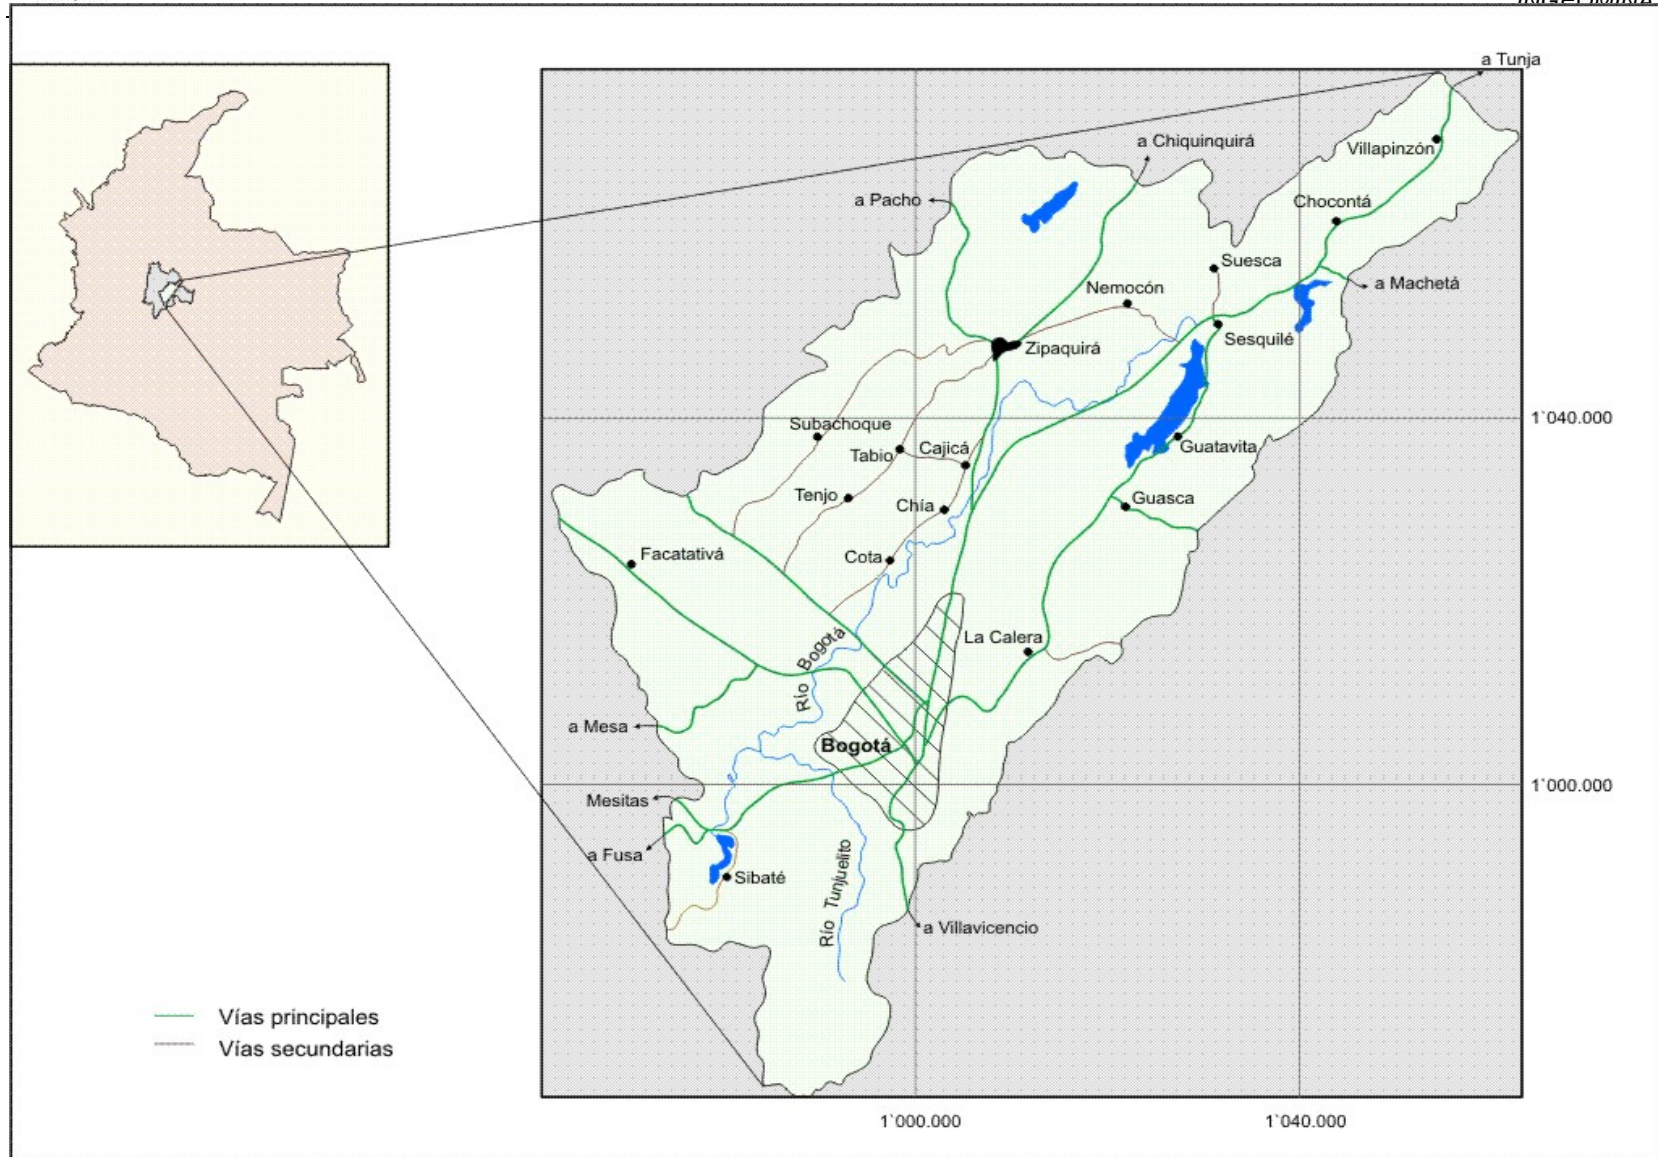 a Tunja
a Chiquinquirá
Villapinzón
a Pacho
Chocontá
Suesca
a Machetá
Nemocón
Sesquilé
Zipaquirá
1`040.000
Subachoque
Cajicá
Tabio
Guatavita
Tenjo
Chía
Guasca
Facatativá
Cota
La Calera
Río Bogotá
a Mesa
Bogotá
1`000.000
Mesitas
a Fusa
Sibaté
Río Tunjuelito
a Villavicencio
Vías principales
Vías secundarias
1`000.000
1`040.000